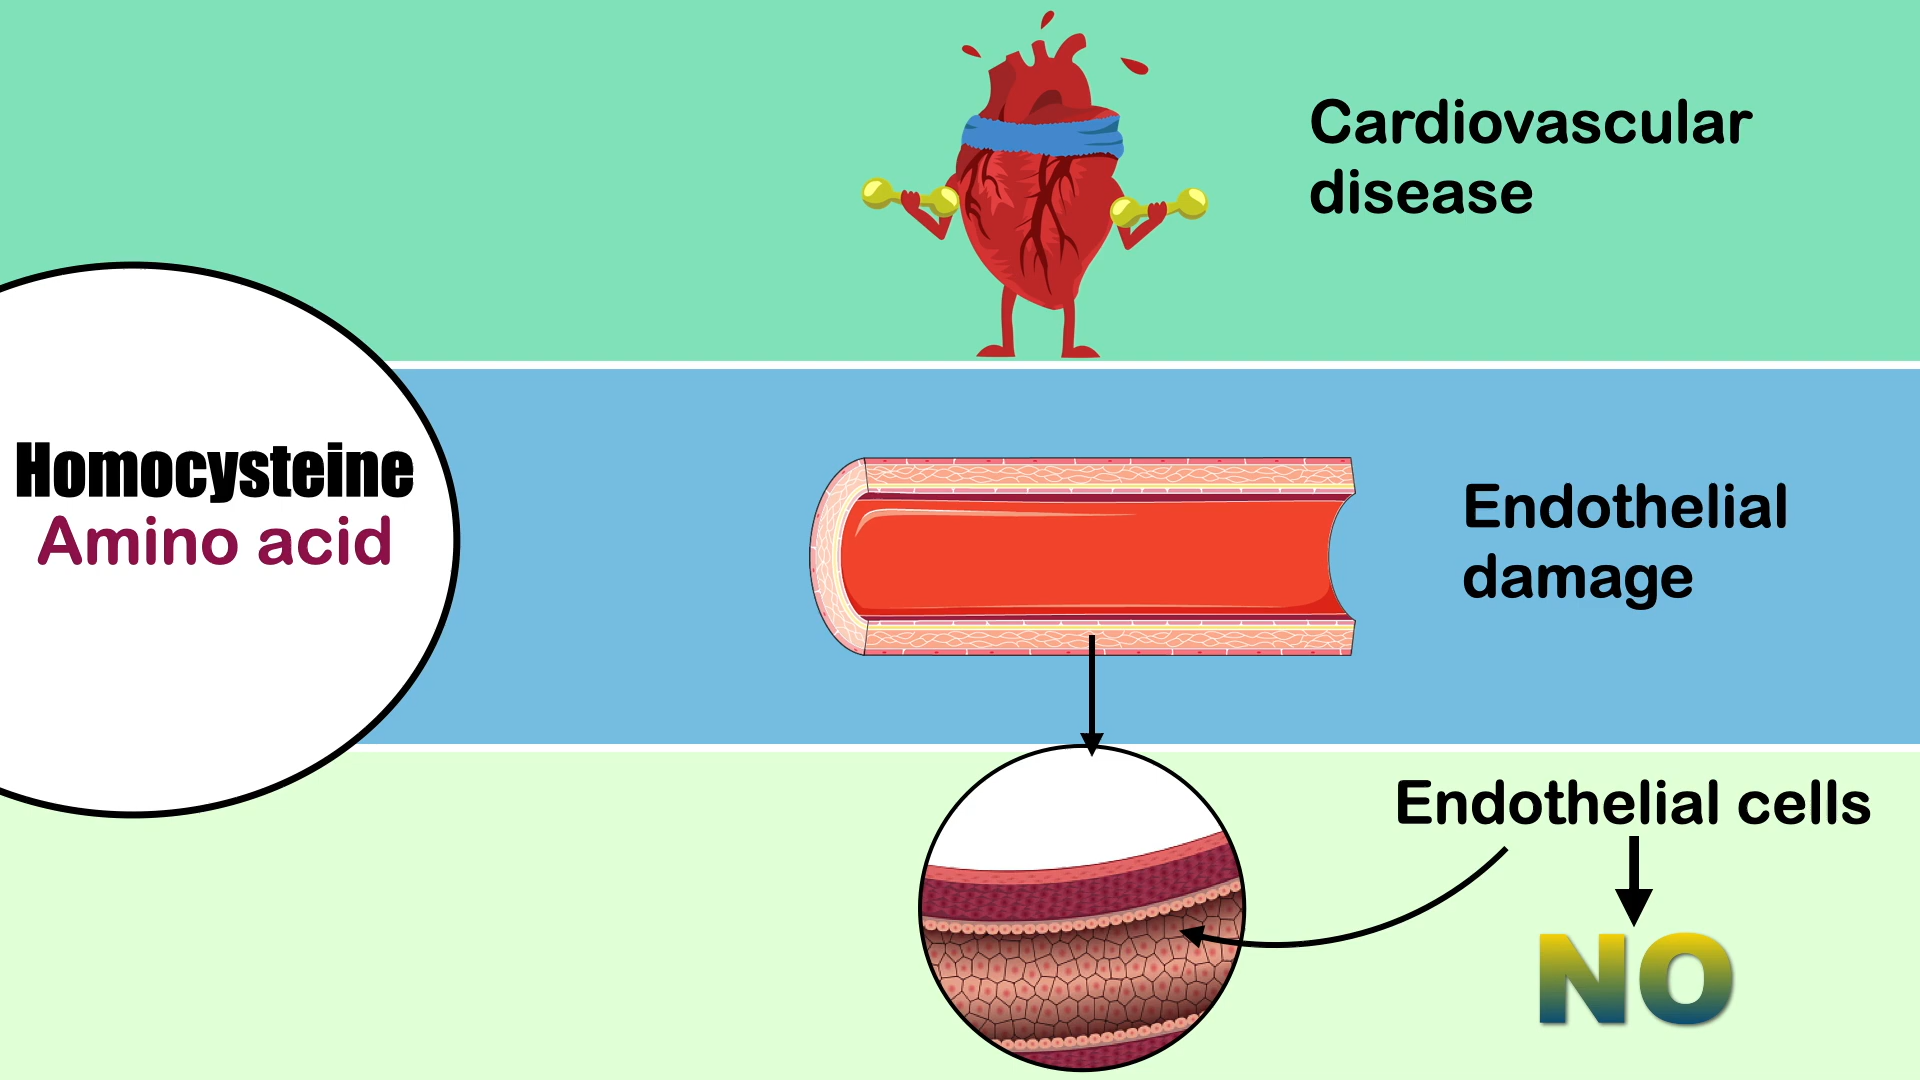 Homocysteine
Amino acid
Cardiovascular
disease
Endothelial
damage
Endothelial cells
NO